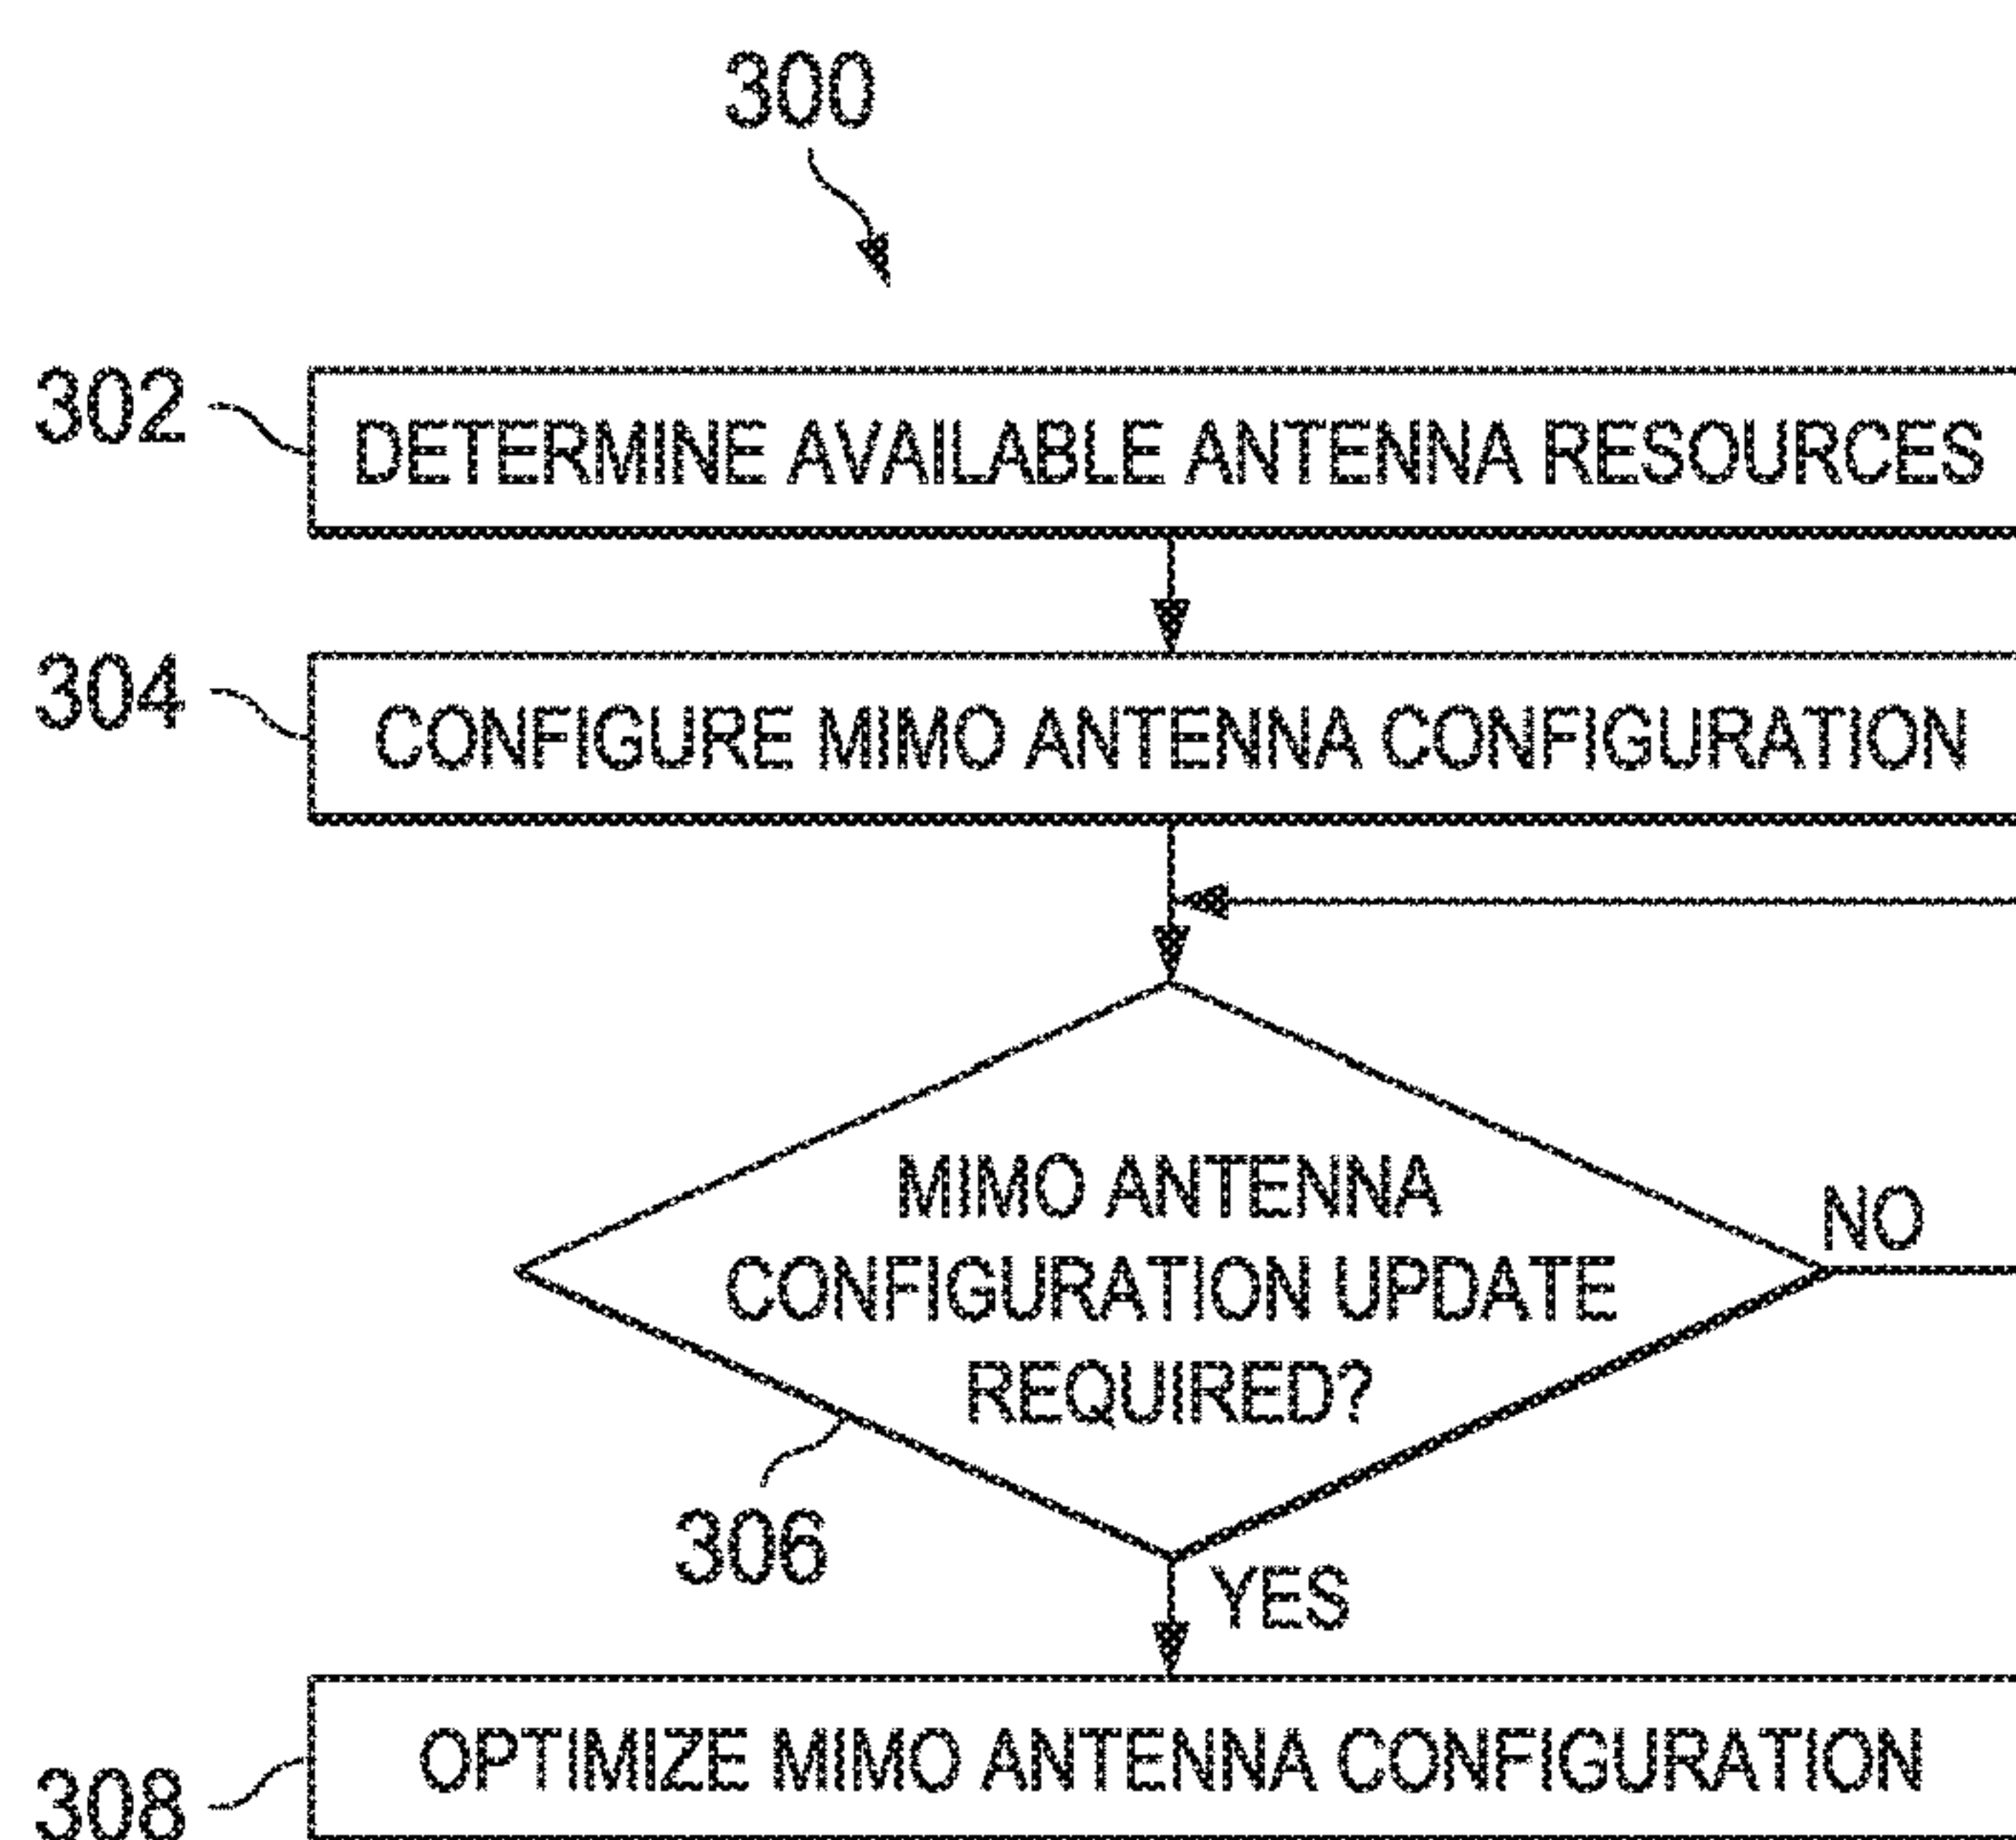 300
302
DETERMINE AVAILABLE ANTENNA RESOURCES
304
CONFIGURE MIMO ANTENNA CONFIGURATION
MIMO ANTENNA
CONFIGURATION UPDATE
REQUIRED?
NO
306
YES
308
OPTIMIZE MIMO ANTENNA CONFIGURATION